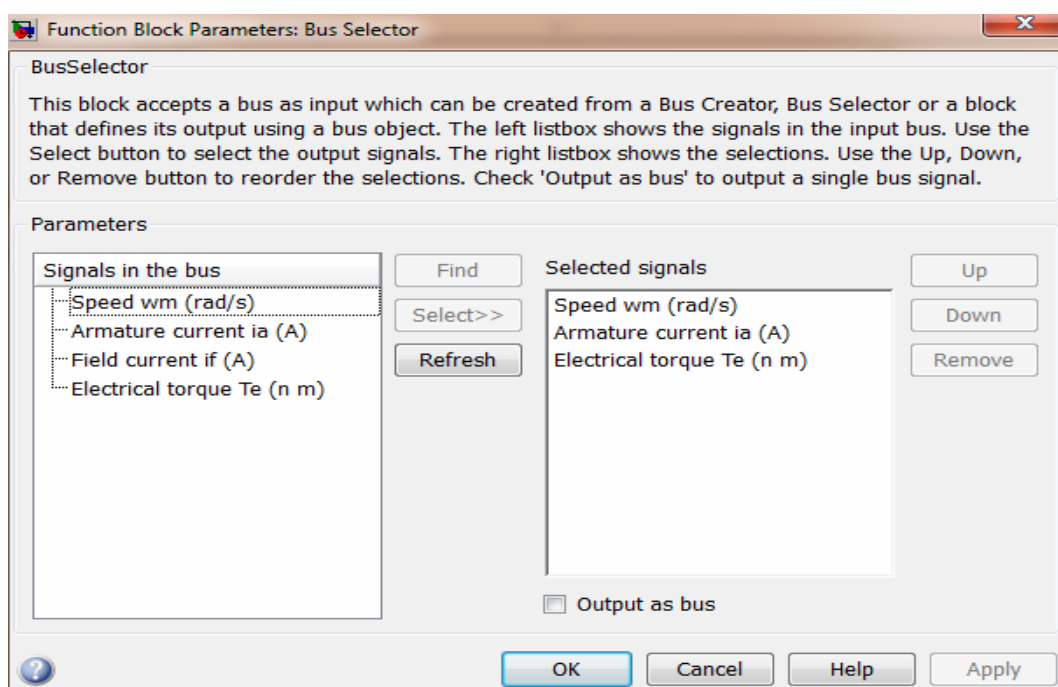 Function Block Parameters: Bus Selector
BusSelector
This block accepts a bus as input which can be created from a Bus Creator, Bus Selector or a block
that defines its output using a bus object. The left listbox shows the signals in the input bus. Use the
Select button to select the output signals. The right listbox shows the selections. Use the Up, Down,
or Remove button to reorder the selections. Check 'Output as bus' to output a single bus signal.
Parameters
Signals in the bus
Speed wm (rad/s)
Armature current ia (A)
Field current if (A)
Electrical torque Te (n m)
Find
Select>>
Refresh
Selected signals
Speed wm (rad/s)
Armature current ia (A)
Electrical torque Te (n m)
Output as bus
Up
Down
Remove
?
OK
Cancel
Help
Apply